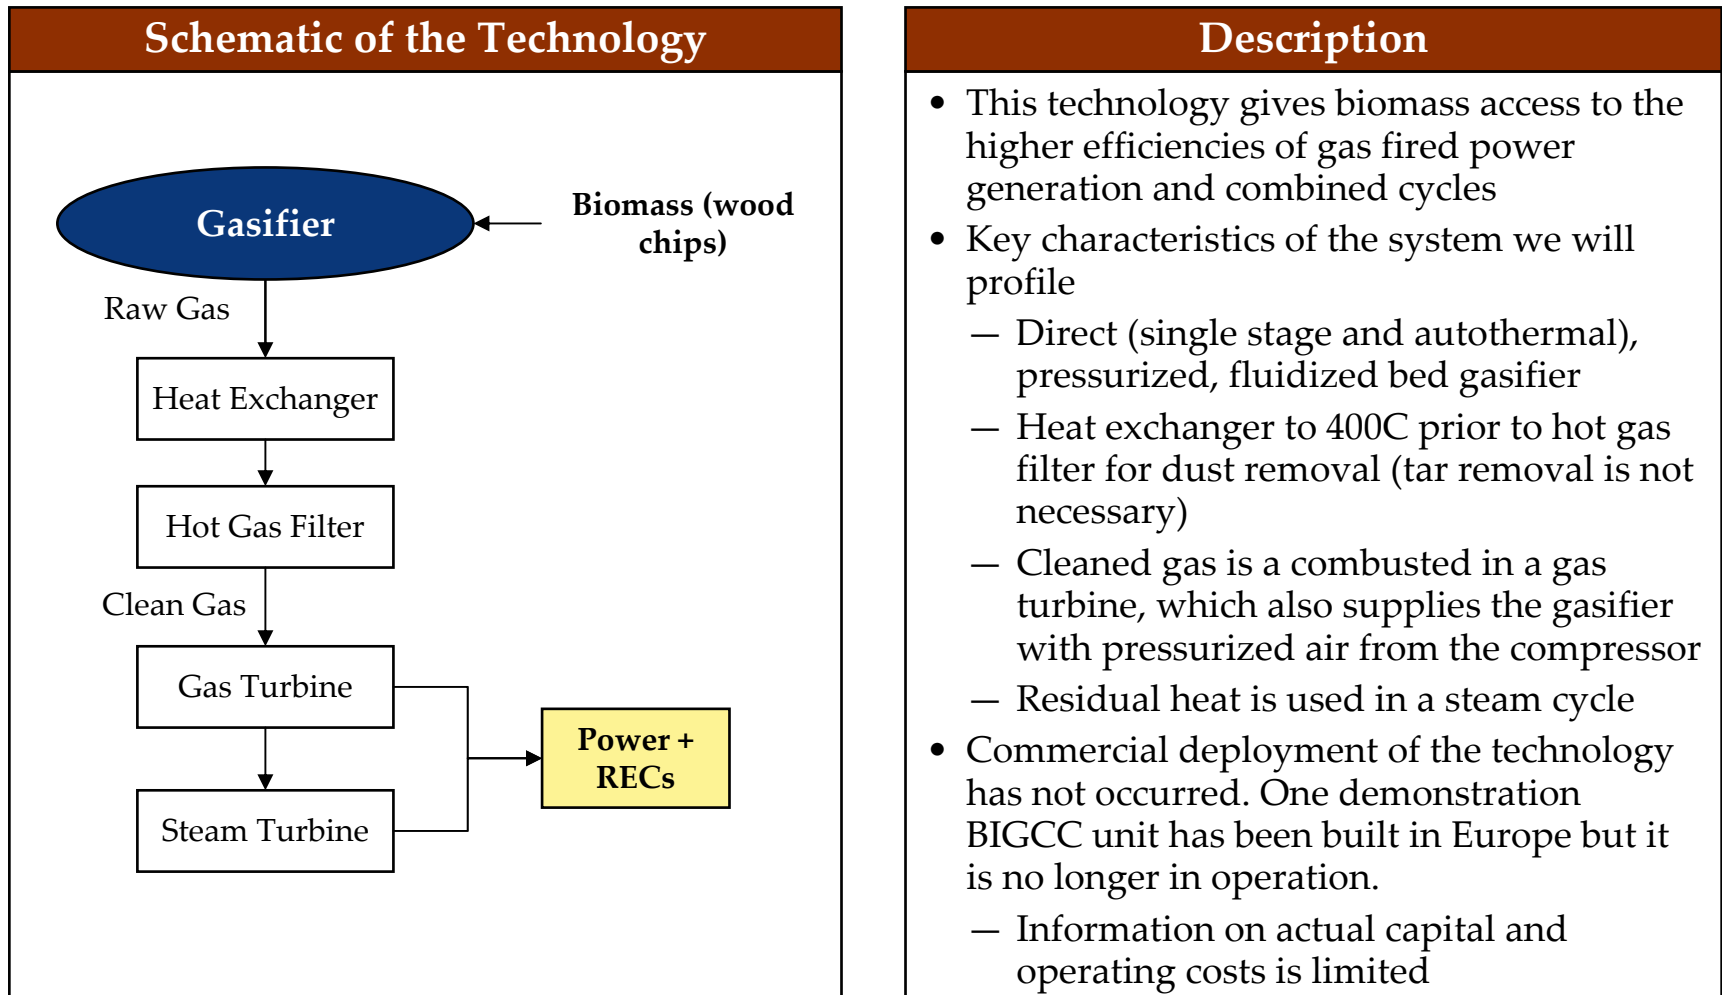 Schematic of the Technology
Gasifier
Biomass (wood
chips)
Raw Gas
Heat Exchanger
Hot Gas Filter
Clean Gas
Gas Turbine
Power +
RECs
Steam Turbine
Description
• This technology gives biomass access to the
higher efficiencies of gas fired power
generation and combined cycles
• Key characteristics of the system we will
profile
— Direct (single stage and autothermal),
pressurized, fluidized bed gasifier
— Heat exchanger to 400C prior to hot gas
filter for dust removal (tar removal is not
necessary)
— Cleaned gas is a combusted in a gas
turbine, which also supplies the gasifier
with pressurized air from the compressor
— Residual heat is used in a steam cycle
• Commercial deployment of the technology
has not occurred. One demonstration
BIGCC unit has been built in Europe but it
is no longer in operation.
— Information on actual capital and
operating costs is limited